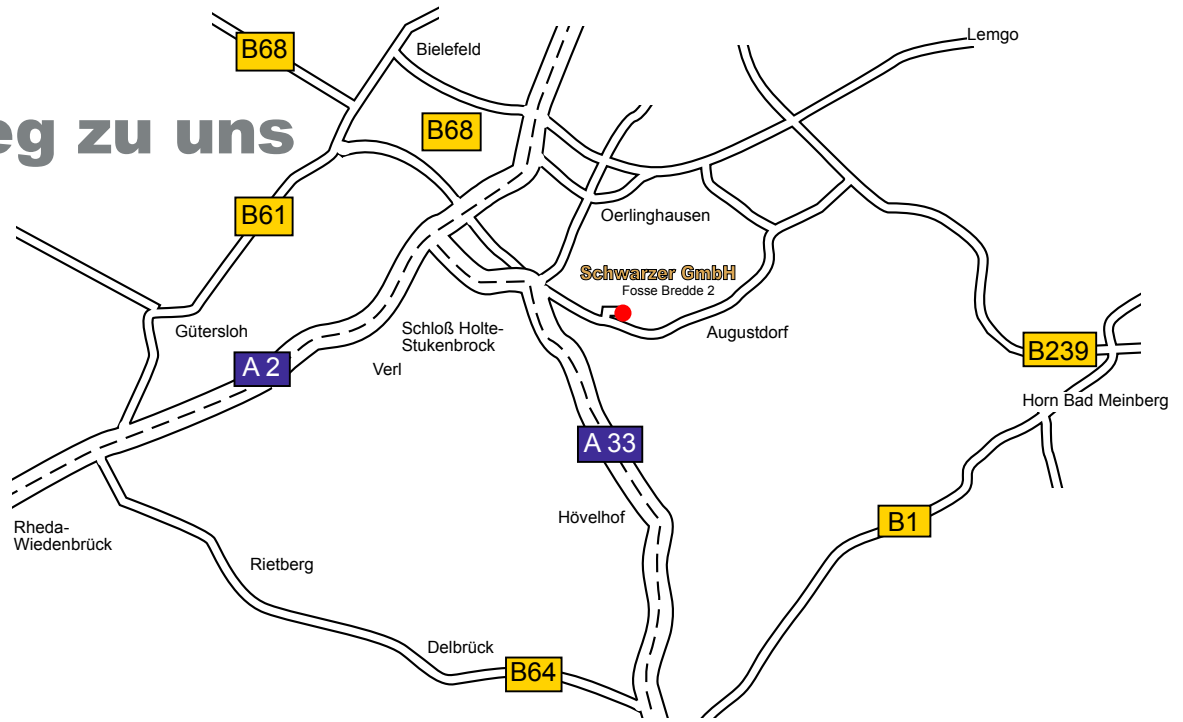 Lemgo
B68
Bielefeld
B68
eg zu uns
B61
Oerlinghausen
Schwarzer GmbH
Fosse Bredde 2
Gütersloh
Schloß Holte-
Stukenbrock
Augustdorf
B239
A 2
Verl
Horn Bad Meinberg
A 33
Hövelhof
B1
Rheda-
Wiedenbrück
Rietberg
Delbrück
B64